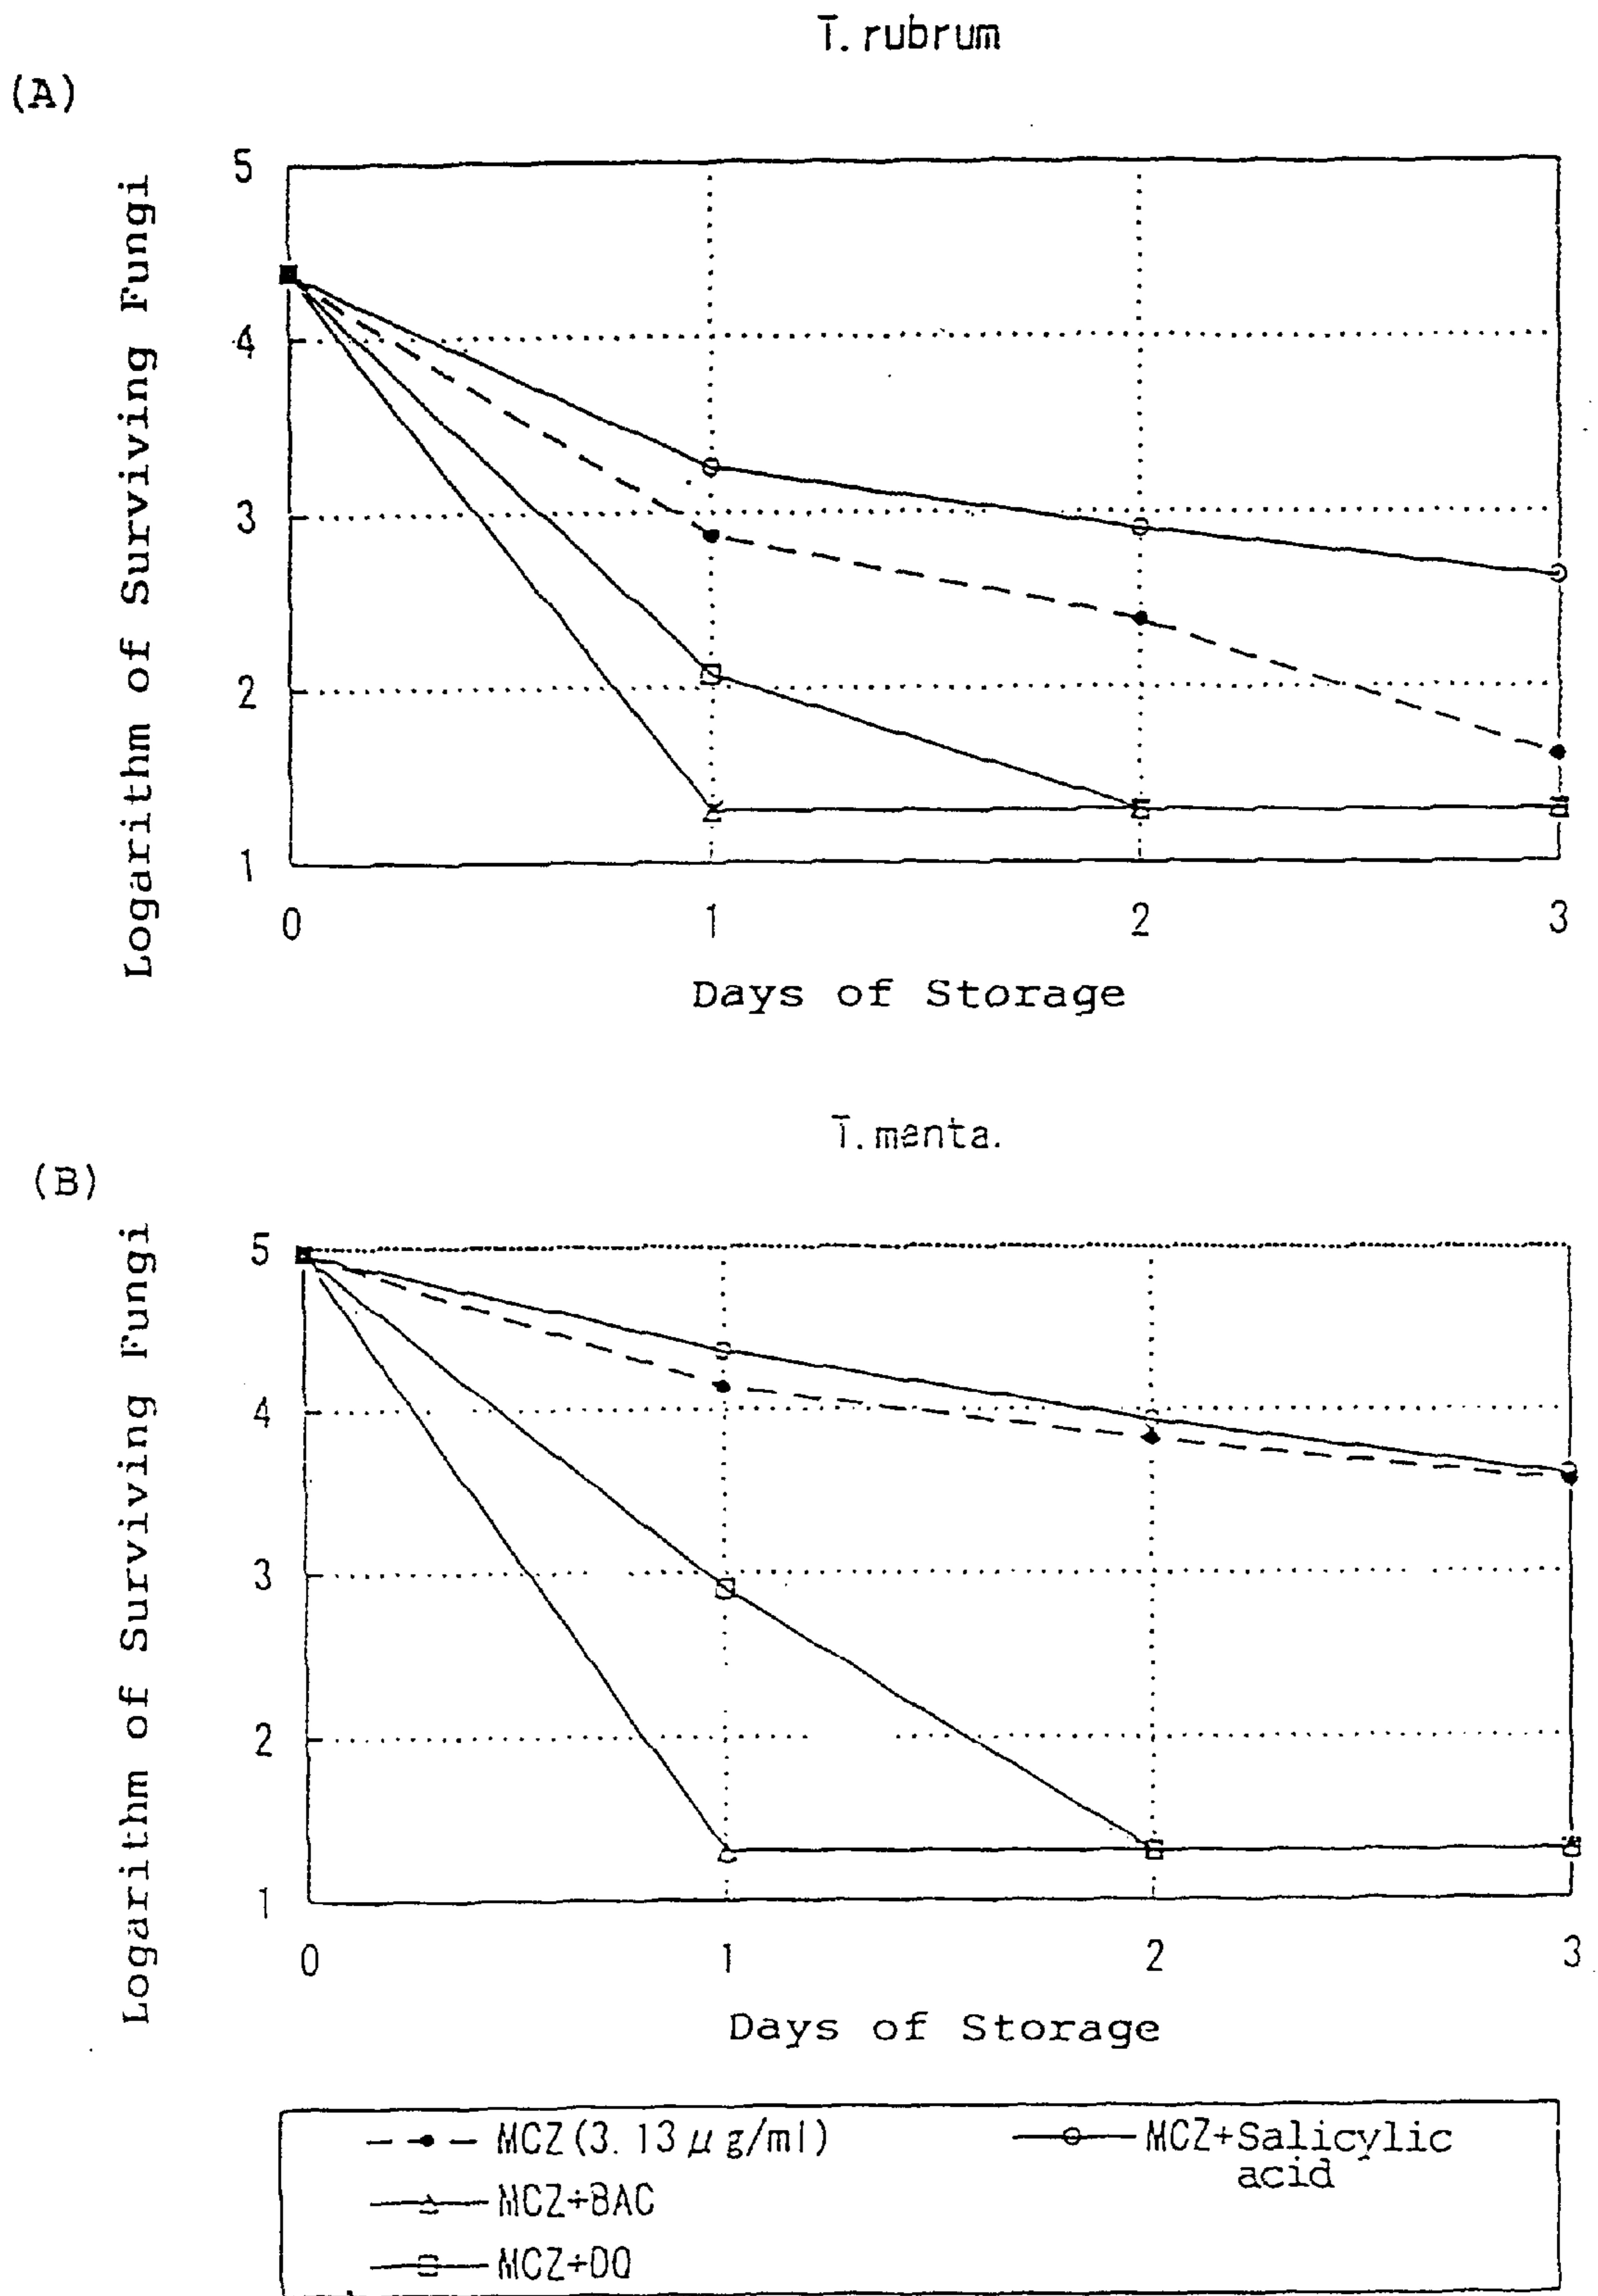 T. rubrum
(A)
Logarithm of Surviving Fungi
5
4
3
2
1
0 1 2 3
Days of Storage
T. menta.
(B)
Logarithm of Surviving Fungi
5
4
3
2
1
0 1 2 3
Days of Storage
MCZ (3.13 μg/ml)
MCZ+Salicylic
acid
MCZ+BAC